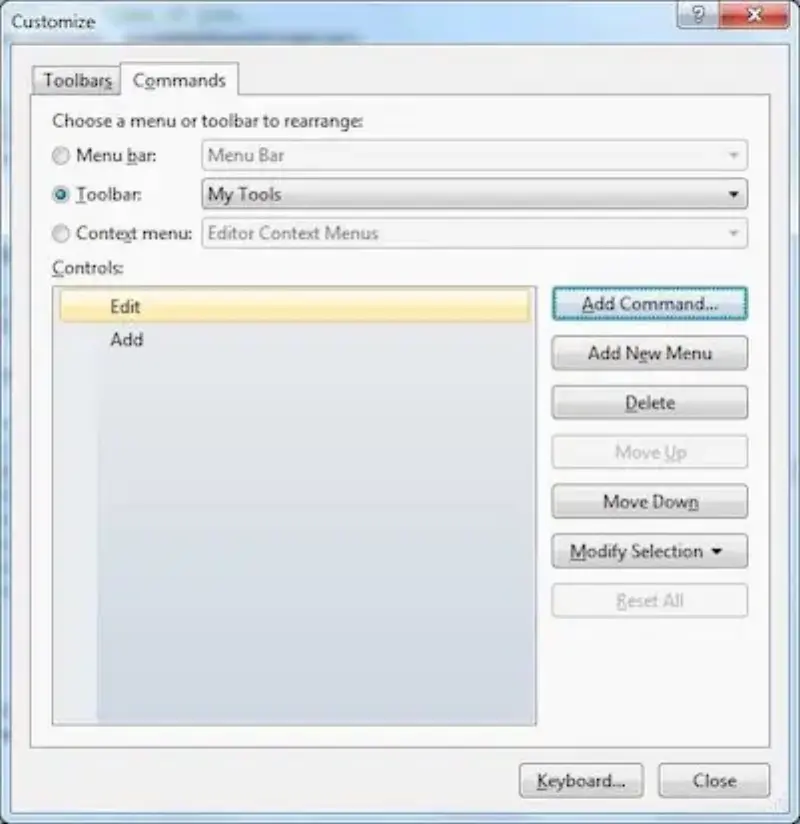 Customize
Toolbars Commands
Choose a menu or toolbar to rearrange:
Menu bar: Menu Bar
Toolbar: My Tools
Context menu: Editor Context Menus
Controls:
Edit
Add
Add Command...
Add New Menu
Delete
Move Up
Move Down
Modify Selection
Reset All
Keyboard... Close